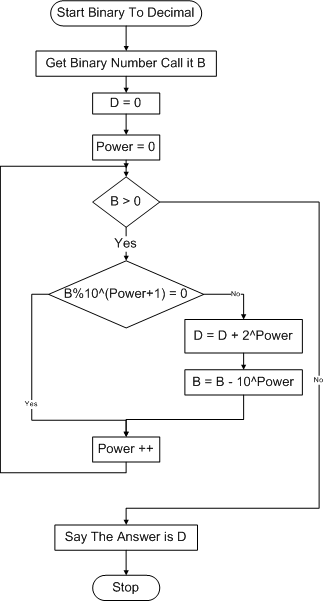 Start Binary To Decimal
Get Binary Number Call it B
D = 0
Power = 0
B > 0
Yes
B%10^(Power+1) = 0
No
D = D + 2^Power
B = B - 10^Power
No
Yes
Power ++
Say The Answer is D
Stop